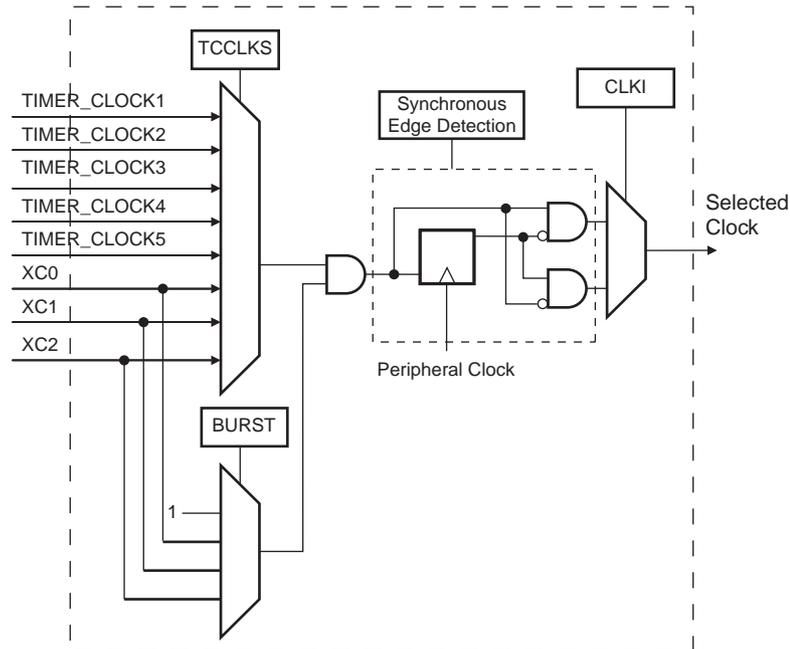 TCCLKS
TIMER_CLOCK1
TIMER_CLOCK2
TIMER_CLOCK3
TIMER_CLOCK4
TIMER_CLOCK5
XC0
XC1
XC2
Synchronous
Edge Detection
CLKI
Selected
Clock
Peripheral Clock
BURST
1